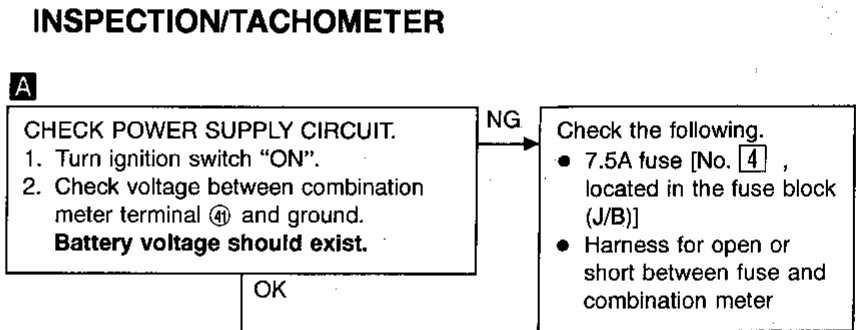 INSPECTION/TACHOMETER
A
CHECK POWER SUPPLY CIRCUIT.
1. Turn ignition switch “ON”.
2. Check voltage between combination
meter terminal ㊶ and ground.
Battery voltage should exist.
NG
OK
Check the following.
● 7.5A fuse [No. 4 ,
located in the fuse block
(J/B)]
● Harness for open or
short between fuse and
combination meter